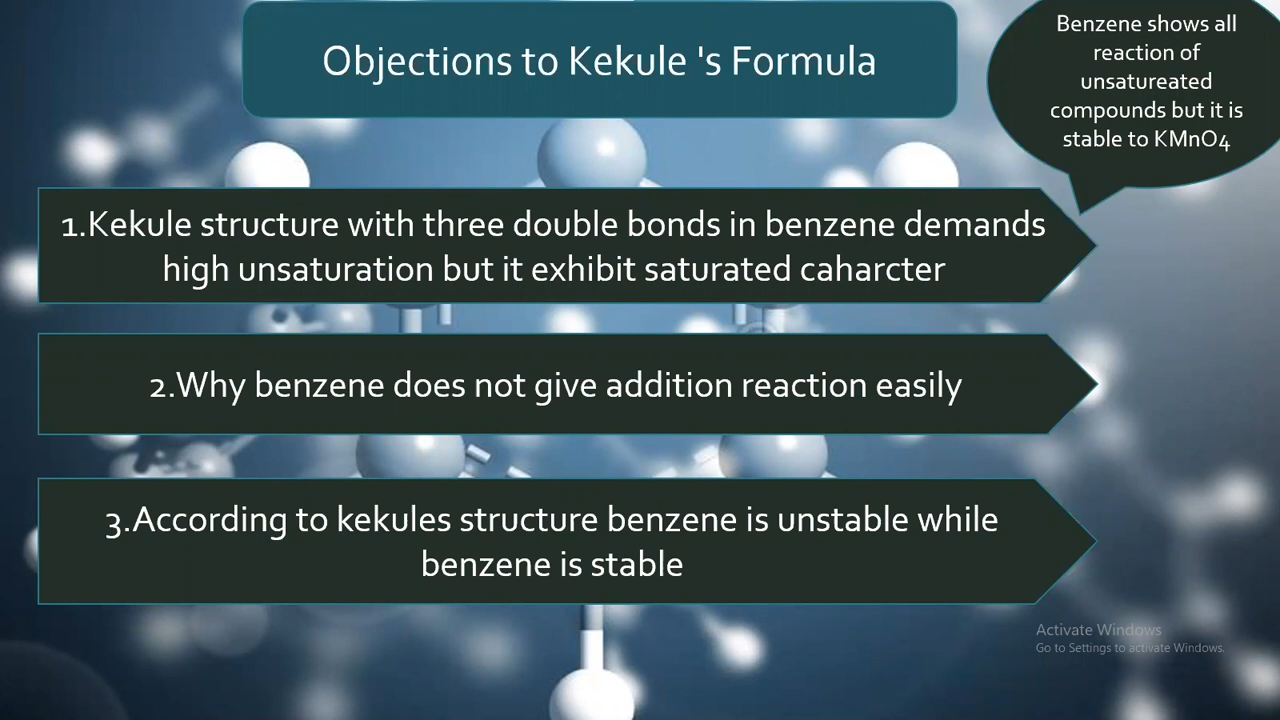 Objections to Kekule 's Formula
Benzene shows all
reaction of
unsatureated
compounds but it is
stable to KMnO4
1.Kekule structure with three double bonds in benzene demands
high unsaturation but it exhibit saturated caharcter
2.Why benzene does not give addition reaction easily
3.According to kekules structure benzene is unstable while
benzene is stable
Activate Windows
Go to Settings to activate Windows.